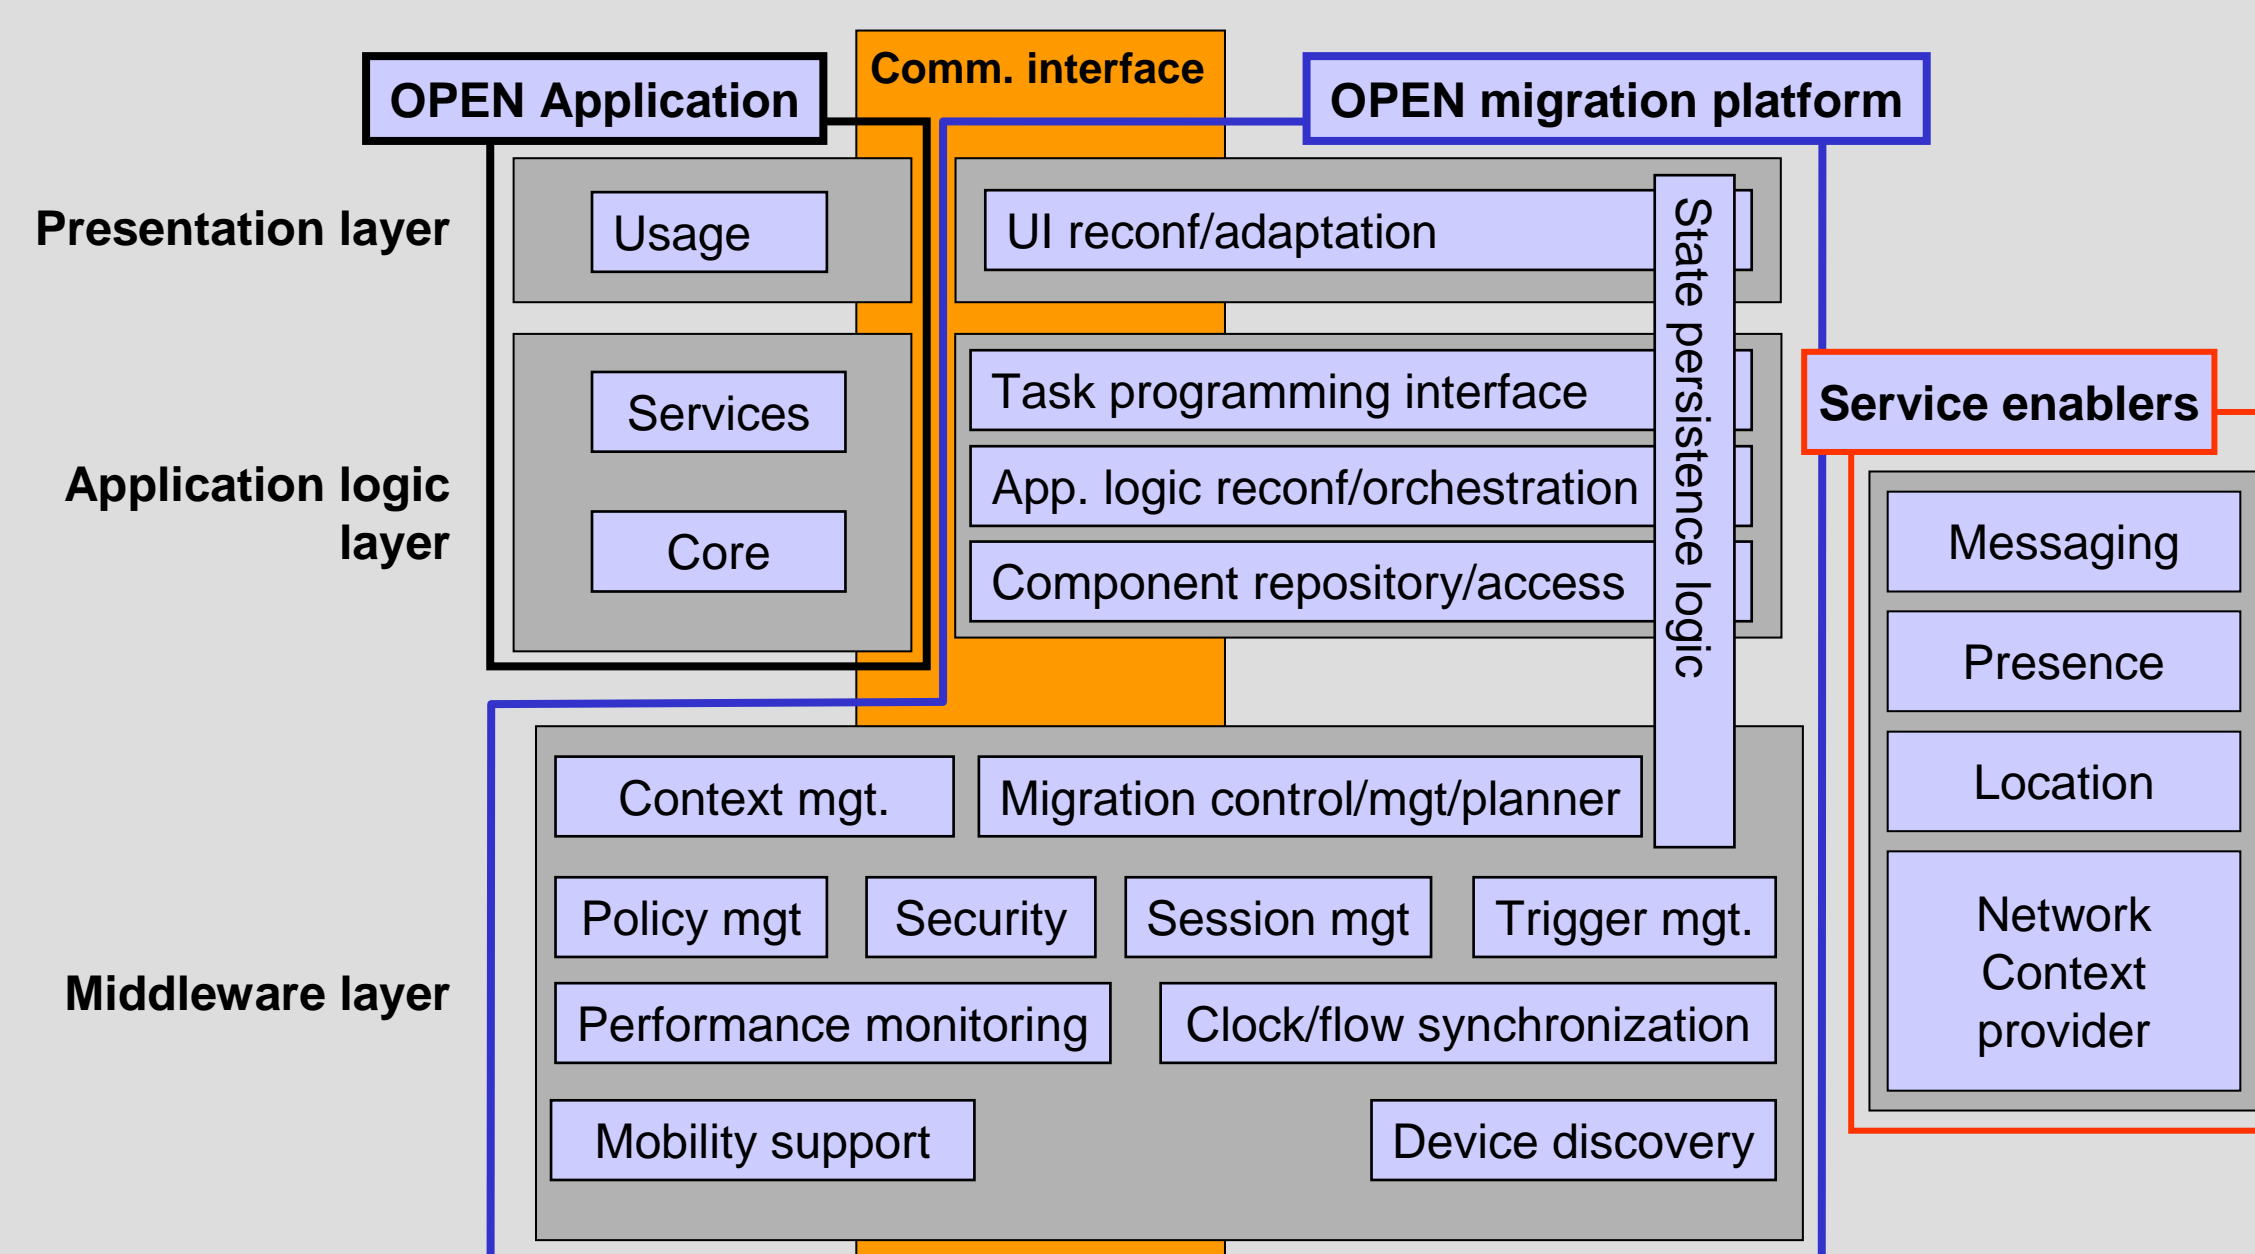 Comm. interface
OPEN Application
OPEN migration platform
Presentation layer
Usage
UI reconf/adaptation
State persistence logic
Application logic
layer
Services
Core
Task programming interface
App. logic reconf/orchestration
Component repository/access
Service enablers
Messaging
Presence
Location
Network
Context
provider
Middleware layer
Context mgt.
Migration control/mgt/planner
Policy mgt
Security
Session mgt
Trigger mgt.
Performance monitoring
Clock/flow synchronization
Mobility support
Device discovery